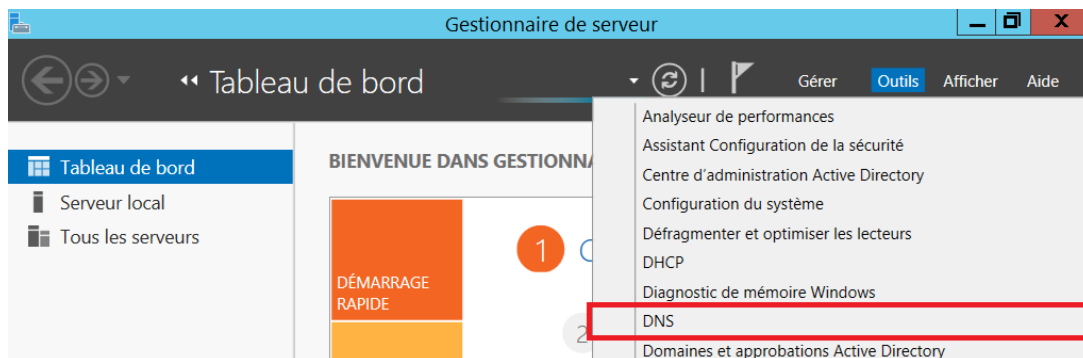 Gestionnaire de serveur
Tableau de bord
Gérer Outils Afficher Aide
Tableau de bord
Serveur local
Tous les serveurs
BIENVENUE DANS
DÉMARRAGE
RAPIDE
1
2
Analyseur de performances
Assistant Configuration de la sécurité
Centre d'administration Active Directory
Configuration du système
Défragmenter et optimiser les lecteurs
DHCP
Diagnostic de mémoire Windows
DNS
Domaines et approbations Active Directory